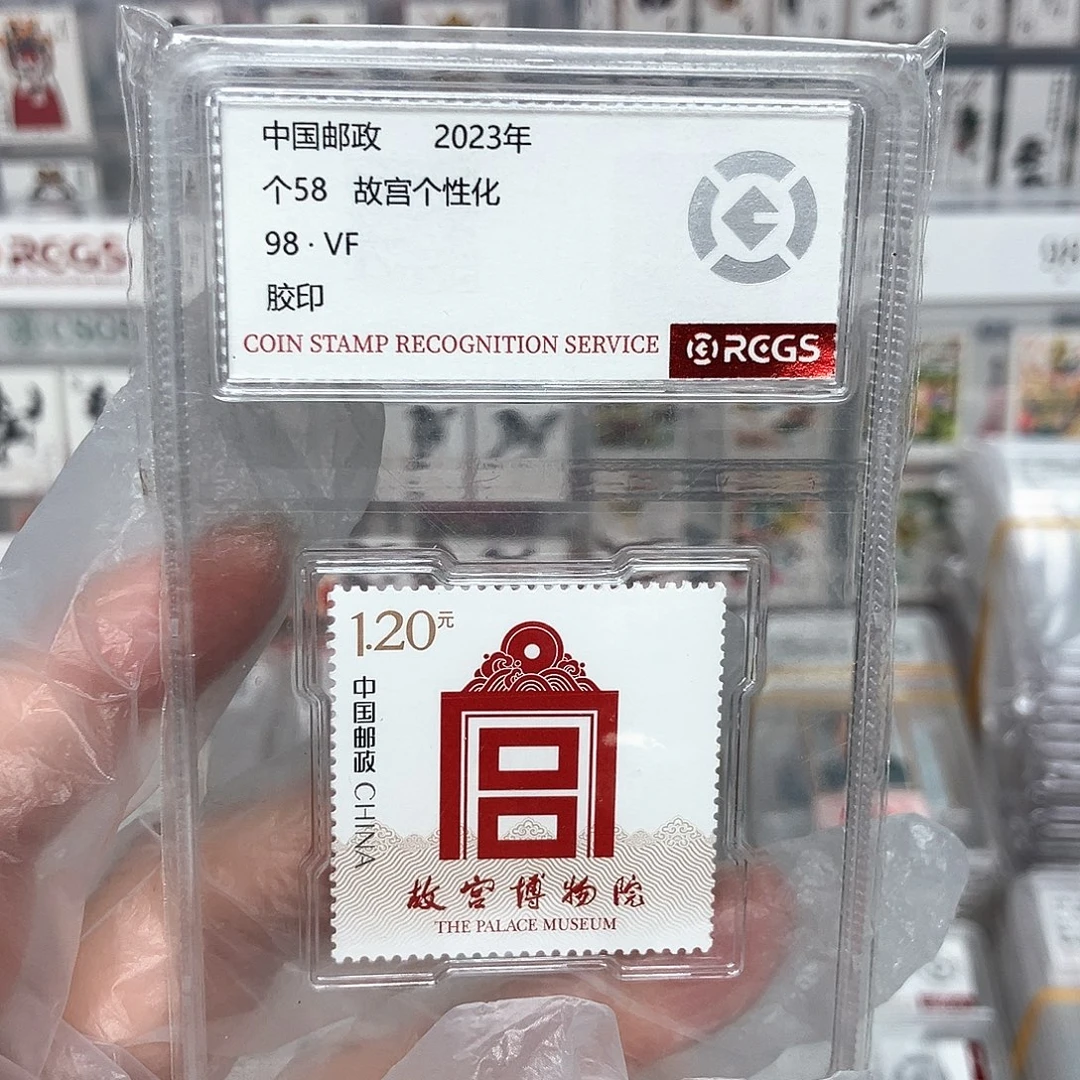 中国邮政 2023年
个58 故宫个性化
98 · VF
胶印
COIN STAMP RECOGNITION SERVICE
RCGS
1.20元
中国邮政 CHINA
故宫博物院
THE PALACE MUSEUM
RCGS